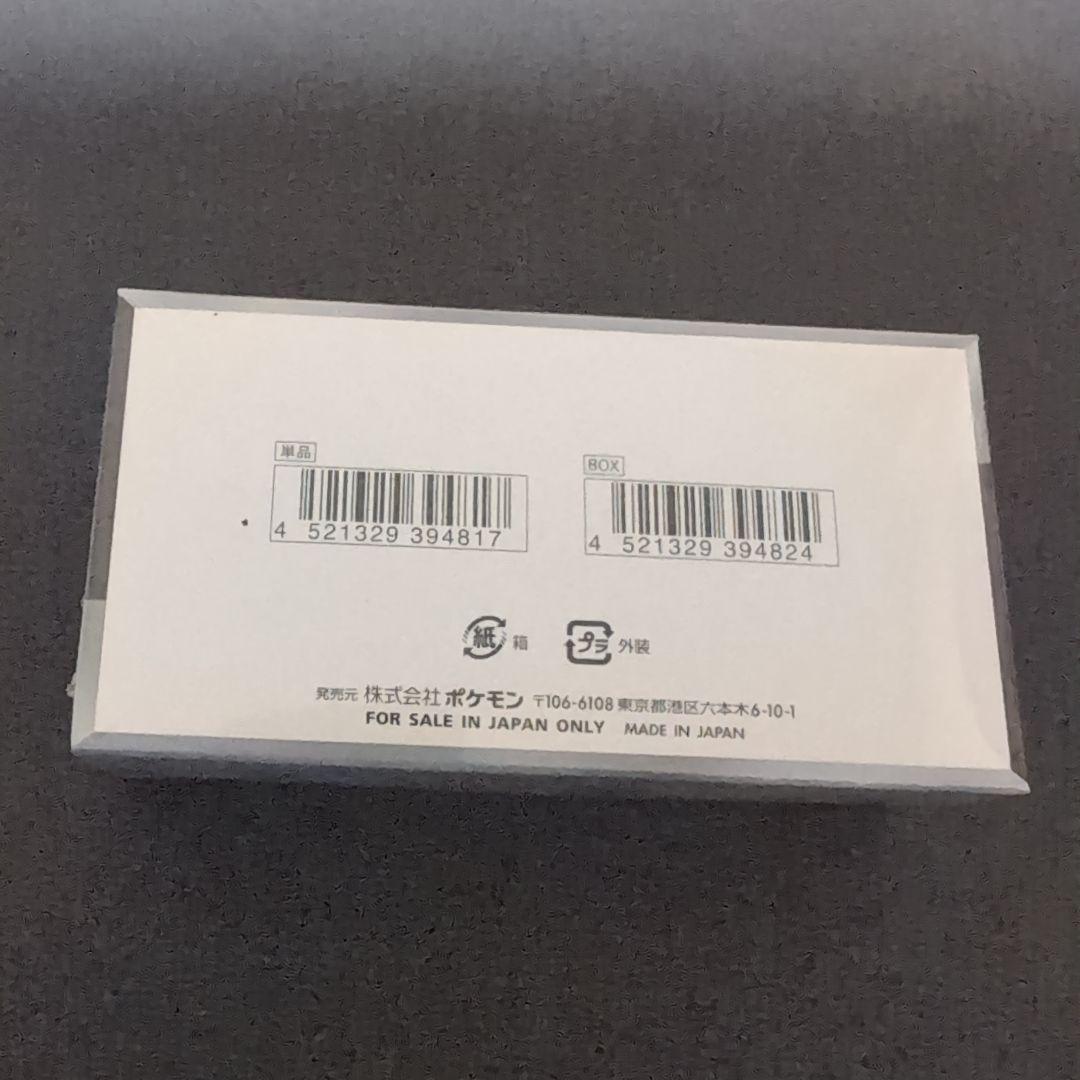 単品
4 521329 394817
BOX
4 521329 394824
紙 箱 プラ 外装
発売元 株式会社 ポケモン 〒106-6108 東京都港区六本木6-10-1
FOR SALE IN JAPAN ONLY MADE IN JAPAN